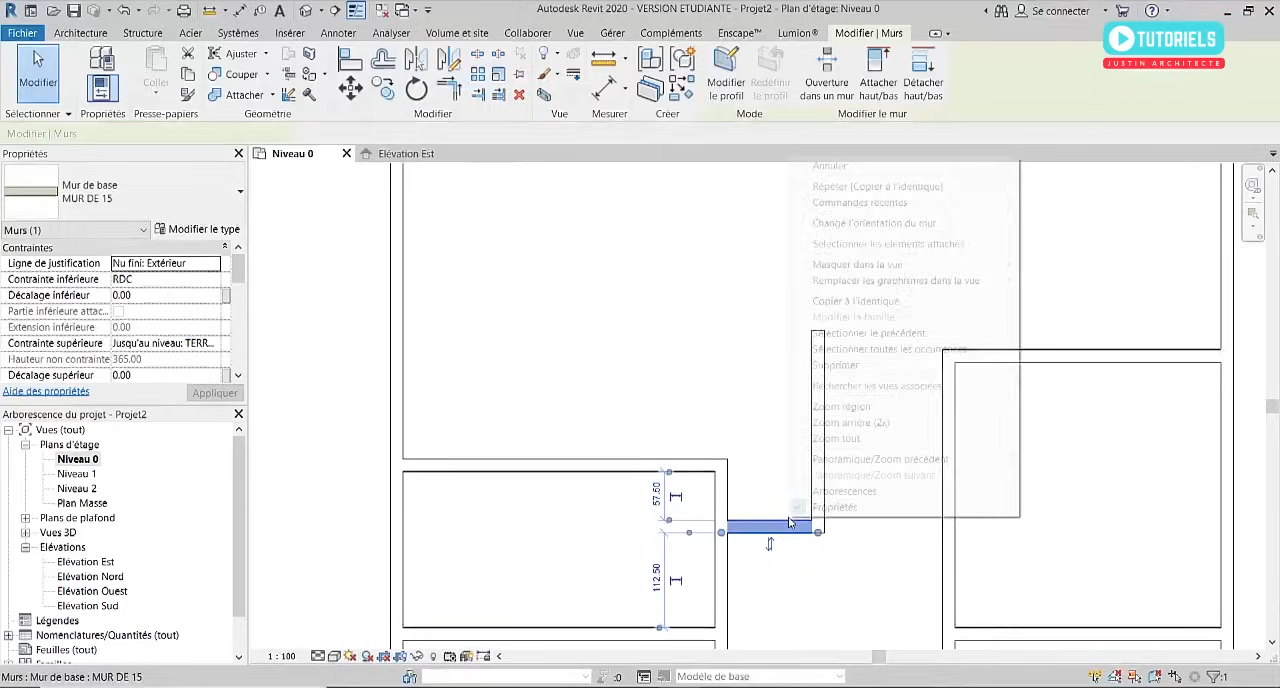 Autodesk Revit 2020 - VERSION ETUDIANTE - Projet2 - Plan d'étage: Niveau 0
Se connecter
Fichier
Architecture
Structure
Acier
Systèmes
Insérer
Annoter
Analyser
Volume et site
Collaborer
Vue
Gérer
Compléments
Enscape™
Lumion®
Modifier | Murs
TUTORIELS
JUSTIN ARCHITECTE
Modifier
Coller
Ajuster
Couper
Attacher
Modifier
le profil
Redéfinir
le profil
Ouverture
dans un mur
Attacher
haut/bas
Détacher
haut/bas
Sélectionner
Propriétés
Presse-papiers
Géométrie
Modifier
Vue
Mesurer
Créer
Mode
Modifier le mur
Modifier | Murs
Propriétés
Niveau 0
Elévation Est
Mur de base
MUR DE 15
Murs (1)
Modifier le type
Contraintes
Ligne de justification Nu fini: Extérieur
Contrainte inférieure RDC
Décalage inférieur 0.00
Partie inférieure attac...
Extension inférieure 0.00
Contrainte supérieure Jusqu'au niveau: TERR...
Hauteur non contrainte 365.00
Décalage supérieur 0.00
Aide des propriétés
Appliquer
Arborescence du projet - Projet2
Vues (tout)
Plans d'étage
Niveau 0
Niveau 1
Niveau 2
Plan Masse
Plans de plafond
Vues 3D
Elévations
Elévation Est
Elévation Nord
Elévation Ouest
Elévation Sud
Légendes
Nomenclatures/Quantités (tout)
Feuilles (tout)
Annuler
Répéter [Copier à l'identique]
Commandes récentes
Change l'orientation du mur
Sélectionner les éléments attachés
Masquer dans la vue
Remplacer les graphismes dans la vue
Copier à l'identique
Modifier la famille
Sélectionner le précédent
Sélectionner toutes les occurrences
Supprimer
Rechercher les vues associées
Zoom région
Zoom arrière (2x)
Zoom tout
Panoramique/Zoom précédent
Panoramique/Zoom suivant
Arborescences
Propriétés
57.50
112.50
1 : 100
Murs : Mur de base : MUR DE 15
:0
Modèle de base
:1